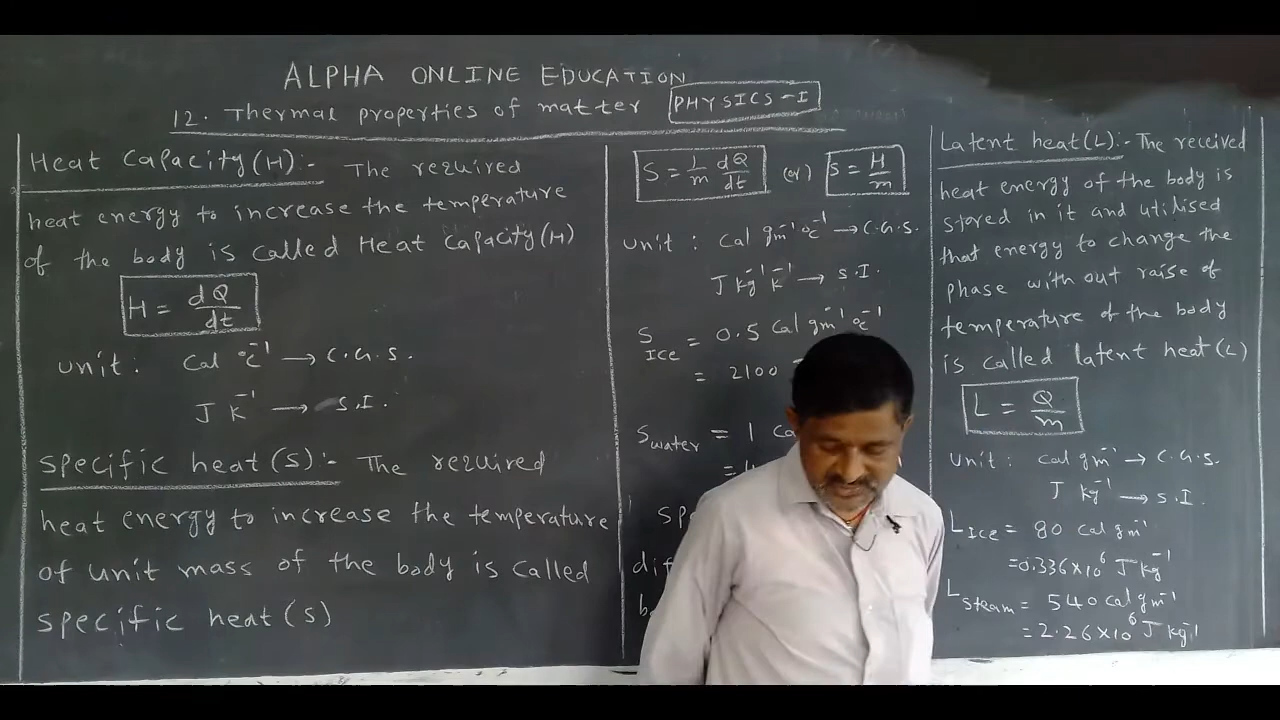 ALPHA ONLINE EDUCATION
12. Thermal properties of matter PHYSICS-I
Heat Capacity(H):- The required
heat energy to increase the temperature
of the body is called Heat Capacity(H)
H = dQ/dt
unit: Cal °c⁻¹ → C.G.S.
J K⁻¹ → S.I.
Specific heat(s):- The required
heat energy to increase the temperature
of unit mass of the body is called
specific heat(s)
S = 1/m dQ/dt (or) S = H/m
unit: Cal gm⁻¹ °c⁻¹ → C.G.S.
J kg⁻¹ K⁻¹ → S.I.
S Ice = 0.5 Cal gm⁻¹ °c⁻¹
= 2100
S water = 1
=
Latent heat(L):- The received
heat energy of the body is
stored in it and utilised
that energy to change the
phase with out raise of
temperature of the body
is called latent heat(L)
L = Q/m
unit: Cal gm⁻¹ → C.G.S.
J kg⁻¹ → S.I.
L Ice = 80 Cal gm⁻¹
= 0.336×10⁶ J kg⁻¹
L Steam = 540 Cal gm⁻¹
= 2.26×10⁶ J kg⁻¹